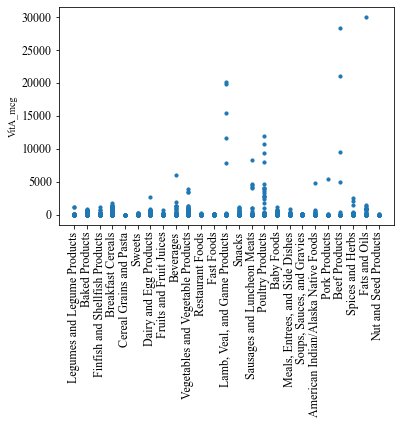 30000
25000
20000
15000
10000
5000
0
VitA_mcg
Legumes and Legume Products
Baked Products
Finfish and Shellfish Products
Breakfast Cereals
Cereal Grains and Pasta
Sweets
Dairy and Egg Products
Fruits and Fruit Juices
Beverages
Vegetables and Vegetable Products
Restaurant Foods
Fast Foods
Lamb, Veal, and Game Products
Snacks
Sausages and Luncheon Meats
Poultry Products
Baby Foods
Meals, Entrees, and Side Dishes
Soups, Sauces, and Gravies
American Indian/Alaska Native Foods
Pork Products
Beef Products
Spices and Herbs
Fats and Oils
Nut and Seed Products